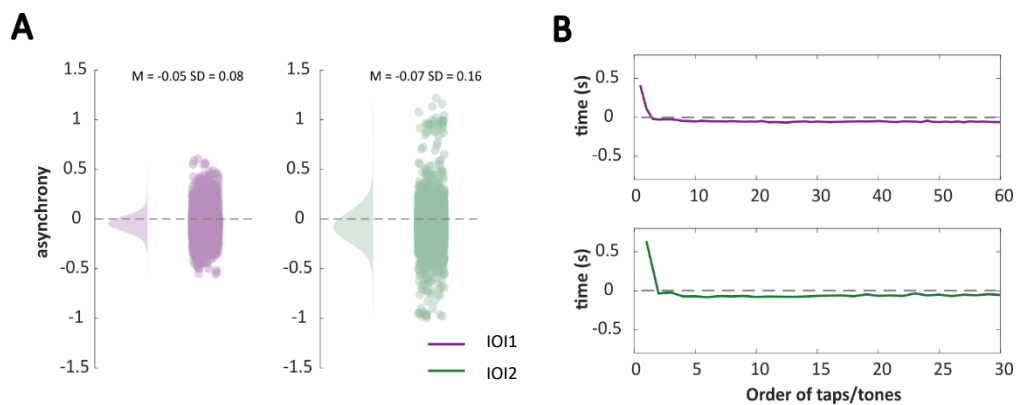 A
M = -0.05 SD = 0.08
M = -0.07 SD = 0.16
asynchrony
1.5
1
0.5
0
-0.5
-1
-1.5
1.5
1
0.5
0
-0.5
-1
-1.5
IOI1
IOI2
B
time (s)
0.5
0
-0.5
0 10 20 30 40 50 60
time (s)
0.5
0
-0.5
0 5 10 15 20 25 30
Order of taps/tones